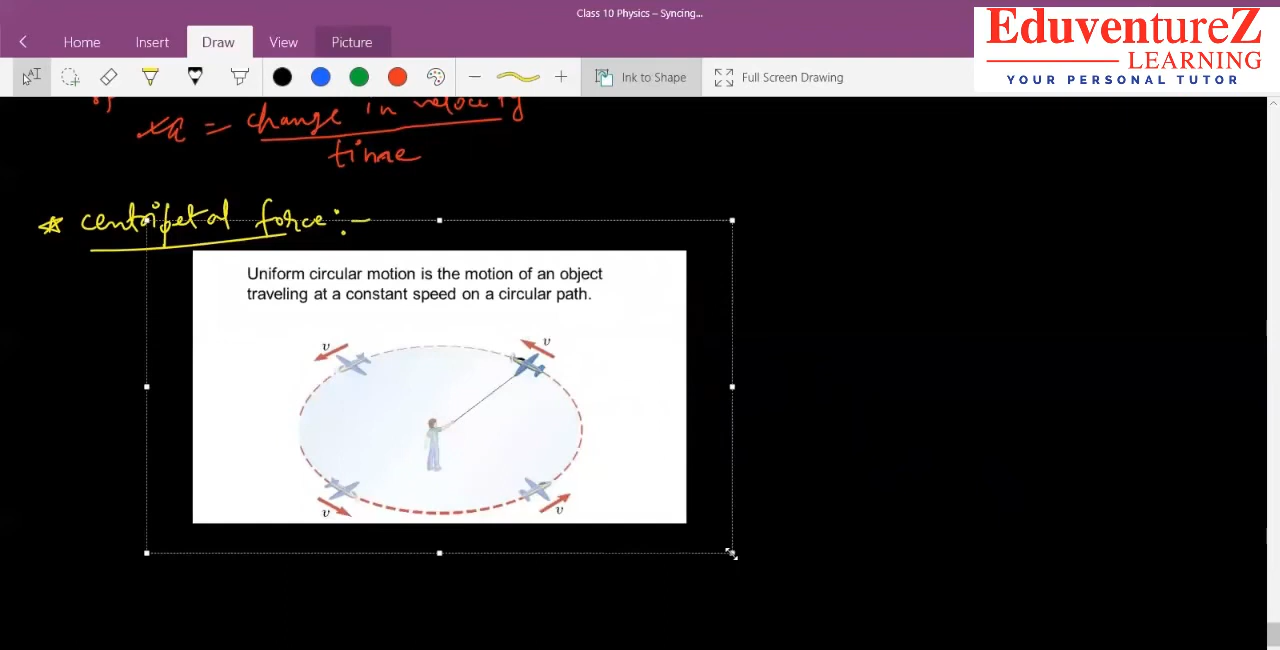 Class 10 Physics – Syncing...
EduventureZ
LEARNING
YOUR PERSONAL TUTOR
Home Insert Draw View Picture
Ink to Shape Full Screen Drawing
= change in velocity
time
* centripetal force:-
Uniform circular motion is the motion of an object
traveling at a constant speed on a circular path.
v v
v v